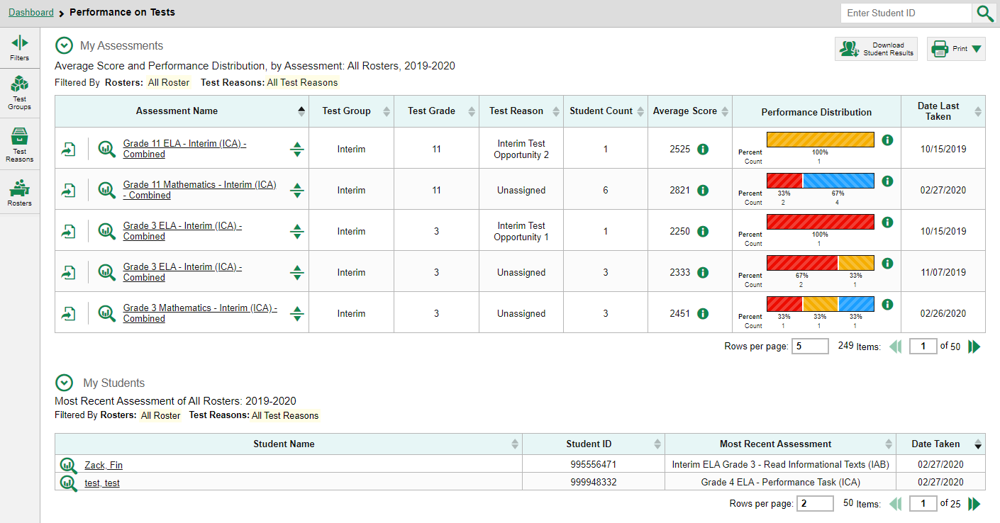 Dashboard > Performance on Tests
Enter Student ID
Filters
Test
Groups
Test
Reasons
Rosters
My Assessments
Download
Student Results
Print
Average Score and Performance Distribution, by Assessment: All Rosters, 2019-2020
Filtered By Rosters: All Roster Test Reasons: All Test Reasons
Assessment Name Test Group Test Grade Test Reason Student Count Average Score Performance Distribution Date Last
Taken
Grade 11 ELA - Interim (ICA) -
Combined
Interim 11 Interim Test
Opportunity 2
1 2525
Percent 100%
Count 1
10/15/2019
Grade 11 Mathematics - Interim (ICA)
- Combined
Interim 11 Unassigned 6 2821
Percent 33% 67%
Count 2 4
02/27/2020
Grade 3 ELA - Interim (ICA) -
Combined
Interim 3 Interim Test
Opportunity 1
1 2250
Percent 100%
Count 1
10/15/2019
Grade 3 ELA - Interim (ICA) -
Combined
Interim 3 Unassigned 3 2333
Percent 67% 33%
Count 2 1
11/07/2019
Grade 3 Mathematics - Interim (ICA) -
Combined
Interim 3 Unassigned 3 2451
Percent 33% 33% 33%
Count 1 1 1
02/26/2020
Rows per page: 5 249 Items: 1 of 50
My Students
Most Recent Assessment of All Rosters: 2019-2020
Filtered By Rosters: All Roster Test Reasons: All Test Reasons
Student Name Student ID Most Recent Assessment Date Taken
Zack, Fin 995556471 Interim ELA Grade 3 - Read Informational Texts (IAB) 02/27/2020
test, test 999948332 Grade 4 ELA - Performance Task (ICA) 02/27/2020
Rows per page: 2 50 Items: 1 of 25